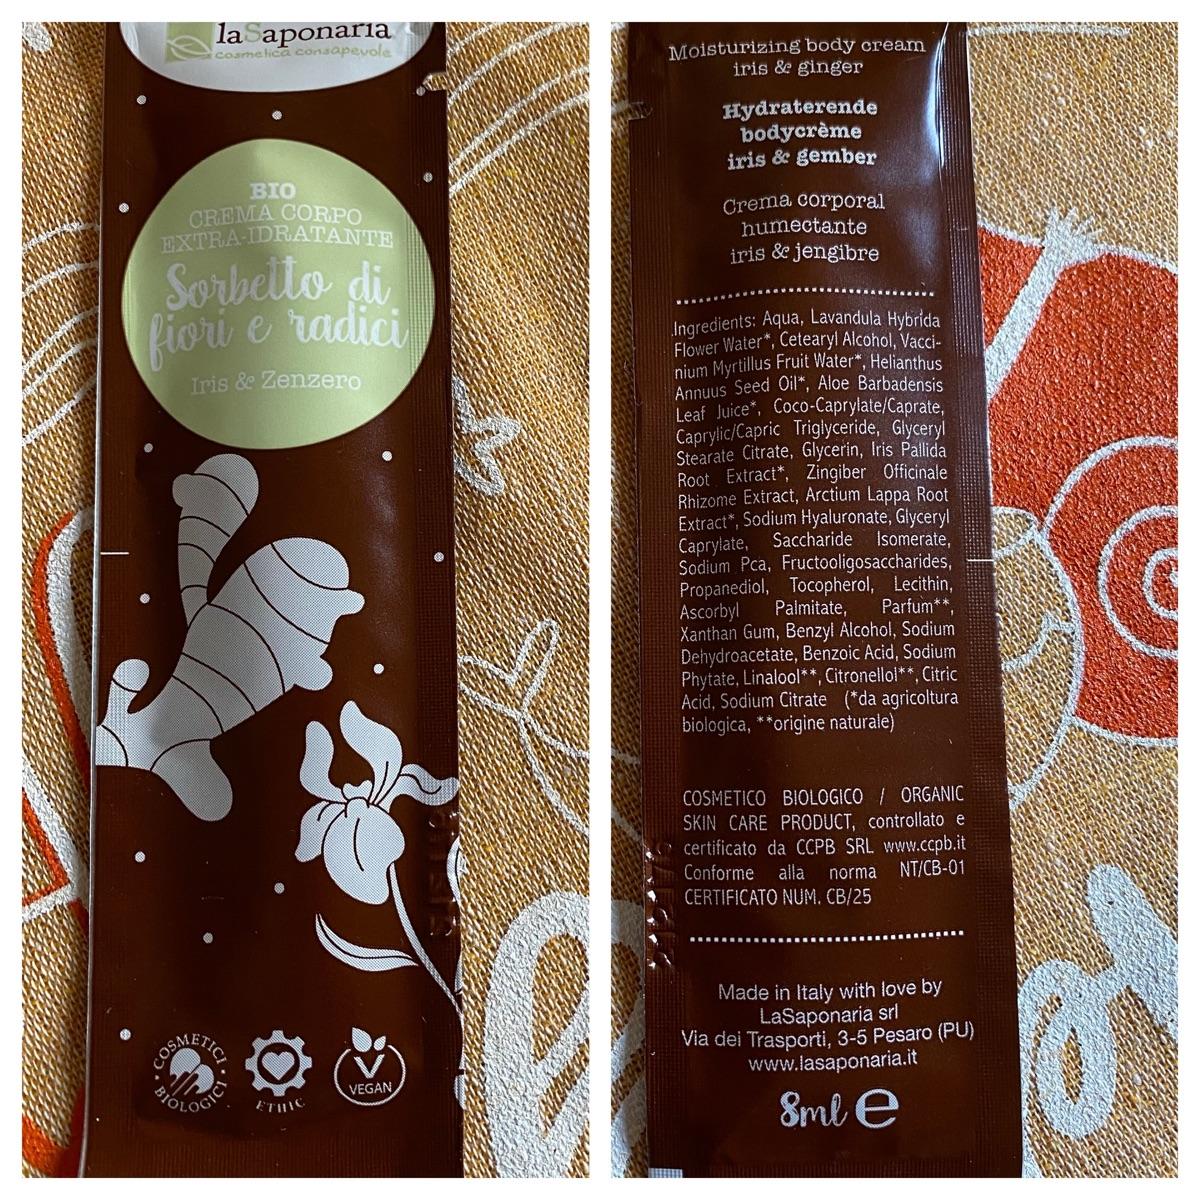 laSaponaria
cosmetica consapevole
BIO
CREMA CORPO
EXTRA-IDRATANTE
Sorbetto di
fiori e radici
Iris & Zenzero
COSMETICI
BIOLOGICI
ETHIC
VEGAN
Moisturizing body cream
iris & ginger
Hydraterende
bodycrème
iris & gember
Crema corporal
humectante
iris & jengibre
Ingredients: Aqua, Lavandula Hybrida
Flower Water*, Cetearyl Alcohol, Vacci-
nium Myrtillus Fruit Water*, Helianthus
Annuus Seed Oil*, Aloe Barbadensis
Leaf Juice*, Coco-Caprylate/Caprate,
Caprylic/Capric Triglyceride, Glyceryl
Stearate Citrate, Glycerin, Iris Pallida
Root Extract*, Zingiber Officinale
Rhizome Extract, Arctium Lappa Root
Extract*, Sodium Hyaluronate, Glyceryl
Caprylate, Saccharide Isomerate,
Sodium Pca, Fructooligosaccharides,
Propanediol, Tocopherol, Lecithin,
Ascorbyl Palmitate, Parfum**,
Xanthan Gum, Benzyl Alcohol, Sodium
Dehydroacetate, Benzoic Acid, Sodium
Phytate, Linalool**, Citronellol**, Citric
Acid, Sodium Citrate (*da agricoltura
biologica, **origine naturale)
COSMETICO BIOLOGICO / ORGANIC
SKIN CARE PRODUCT, controllato e
certificato da CCPB SRL www.ccpb.it
Conforme alla norma NT/CB-01
CERTIFICATO NUM. CB/25
Made in Italy with love by
LaSaponaria srl
Via dei Trasporti, 3-5 Pesaro (PU)
www.lasaponaria.it
8ml e